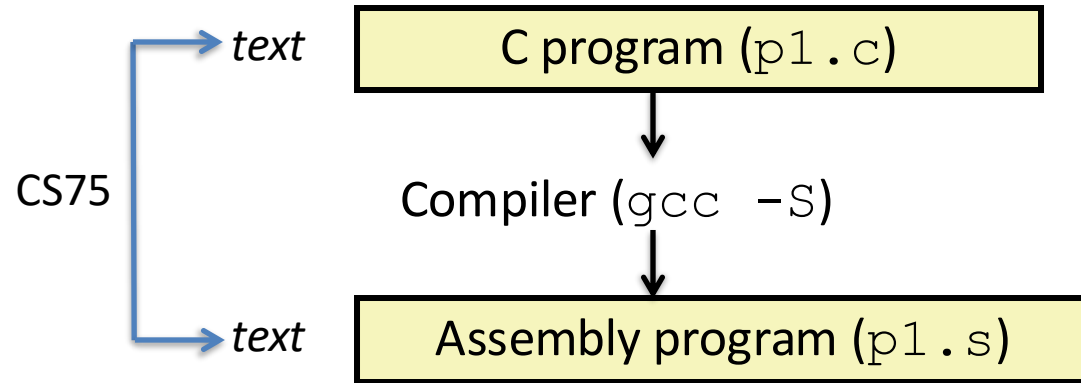 text
C program (p1.c)
CS75
Compiler (gcc -S)
text
Assembly program (p1.s)